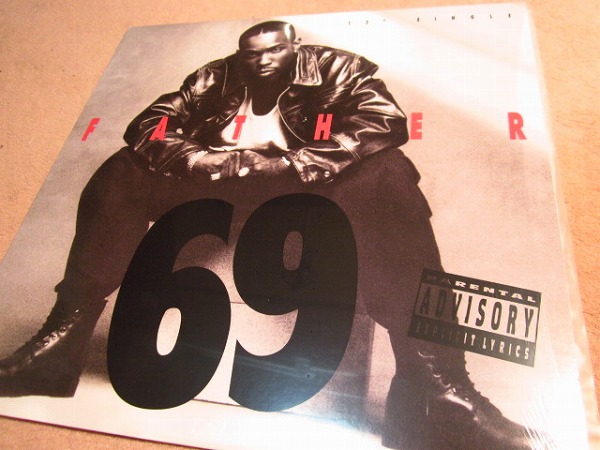 12" SINGLE
FATHER
69
PARENTAL
ADVISORY
EXPLICIT LYRICS